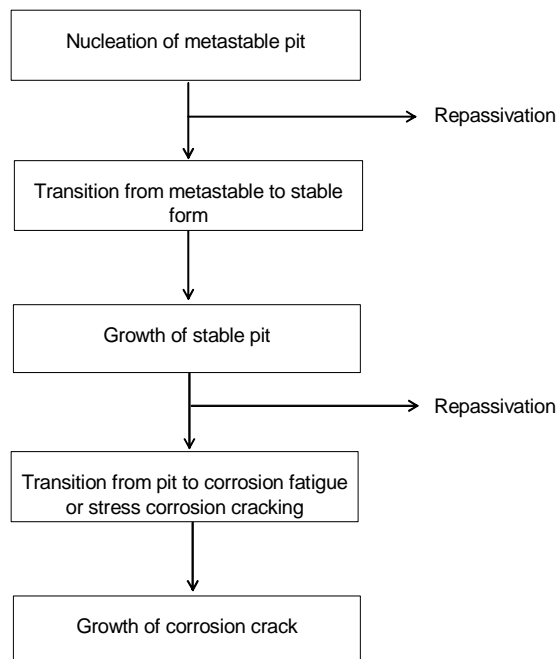 Nucleation of metastable pit
Repassivation
Transition from metastable to stable
form
Growth of stable pit
Repassivation
Transition from pit to corrosion fatigue
or stress corrosion cracking
Growth of corrosion crack